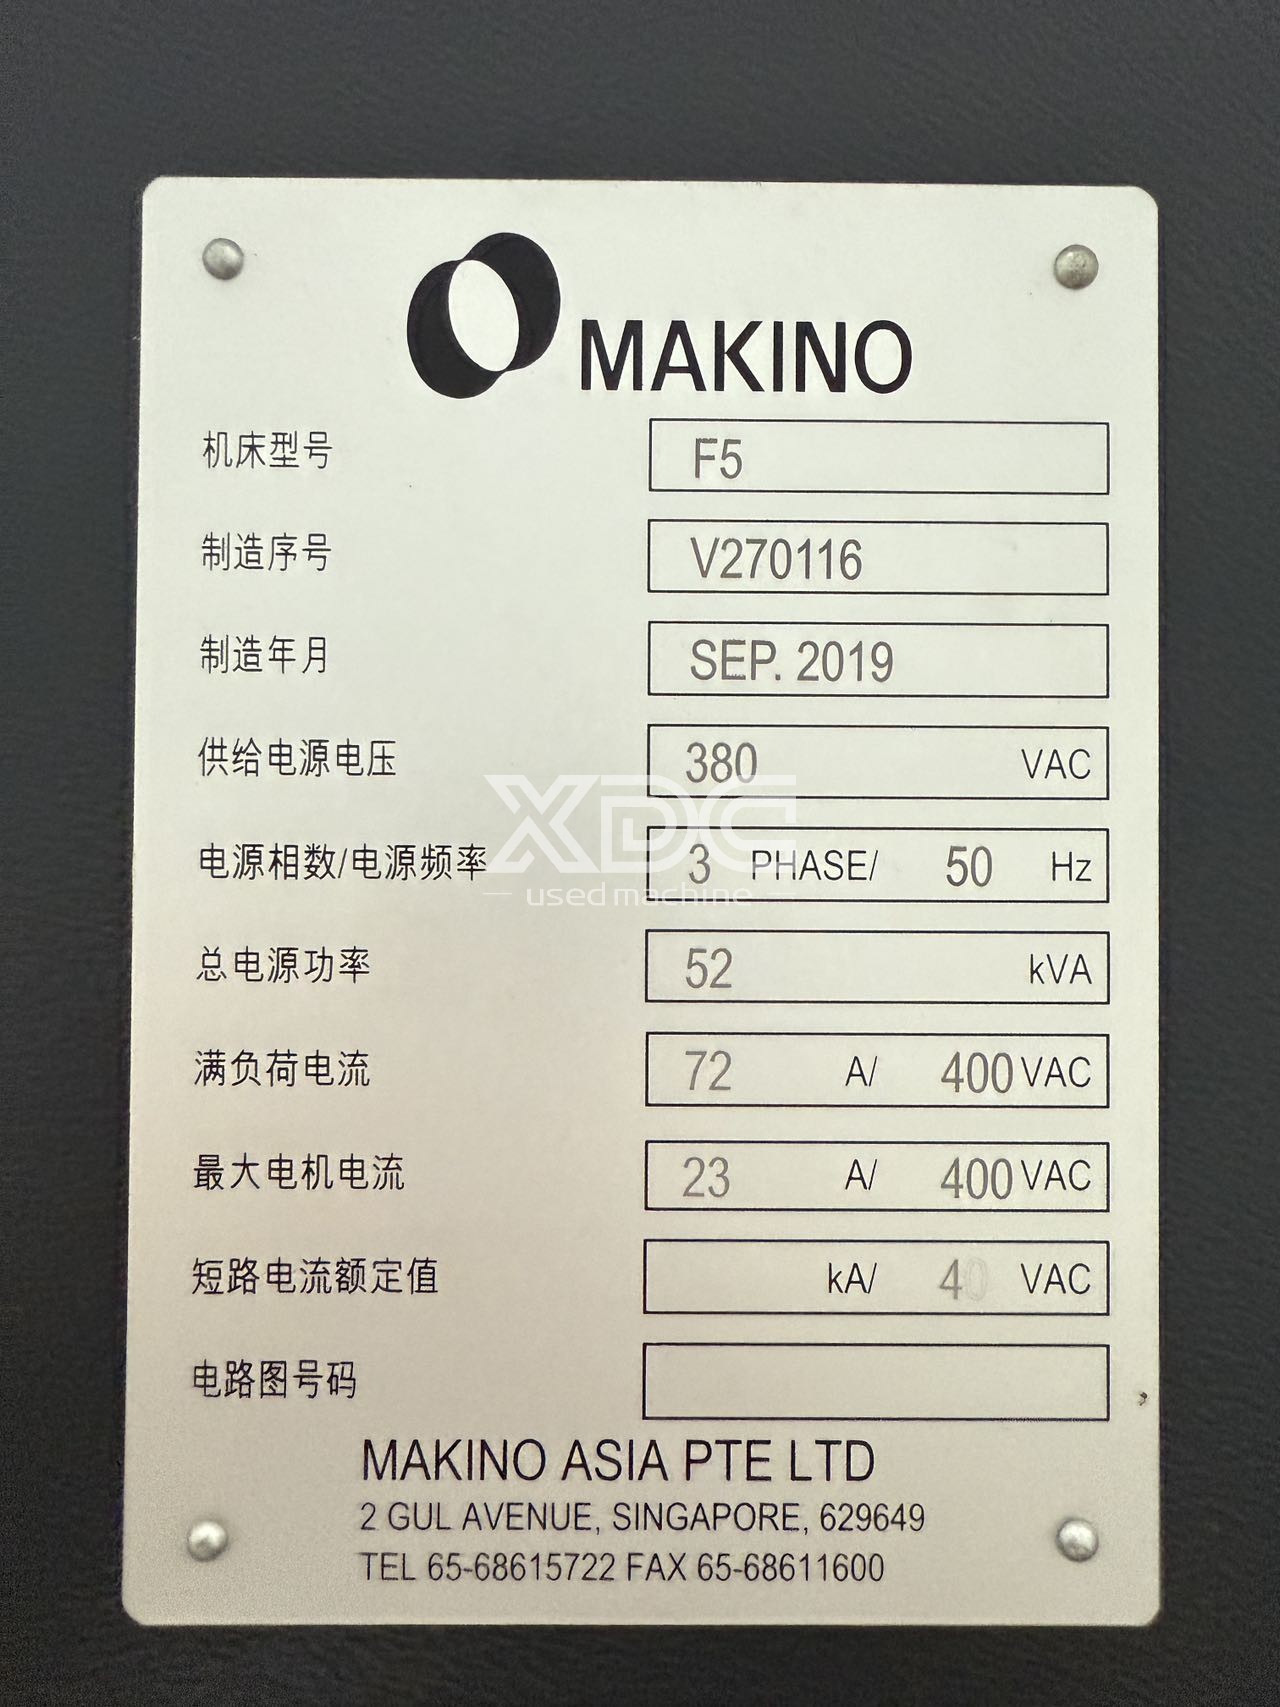 MAKINO
机床型号 F5
制造序号 V270116
制造年月 SEP. 2019
供给电源电压 380 VAC
XDG
电源相数/电源频率 3 PHASE/ 50 Hz
used machine
总电源功率 52 kVA
满负荷电流 72 A/ 400 VAC
最大电机电流 23 A/ 400 VAC
短路电流额定值 kA/ 40 VAC
电路图号码
MAKINO ASIA PTE LTD
2 GUL AVENUE, SINGAPORE, 629649
TEL 65-68615722 FAX 65-68611600